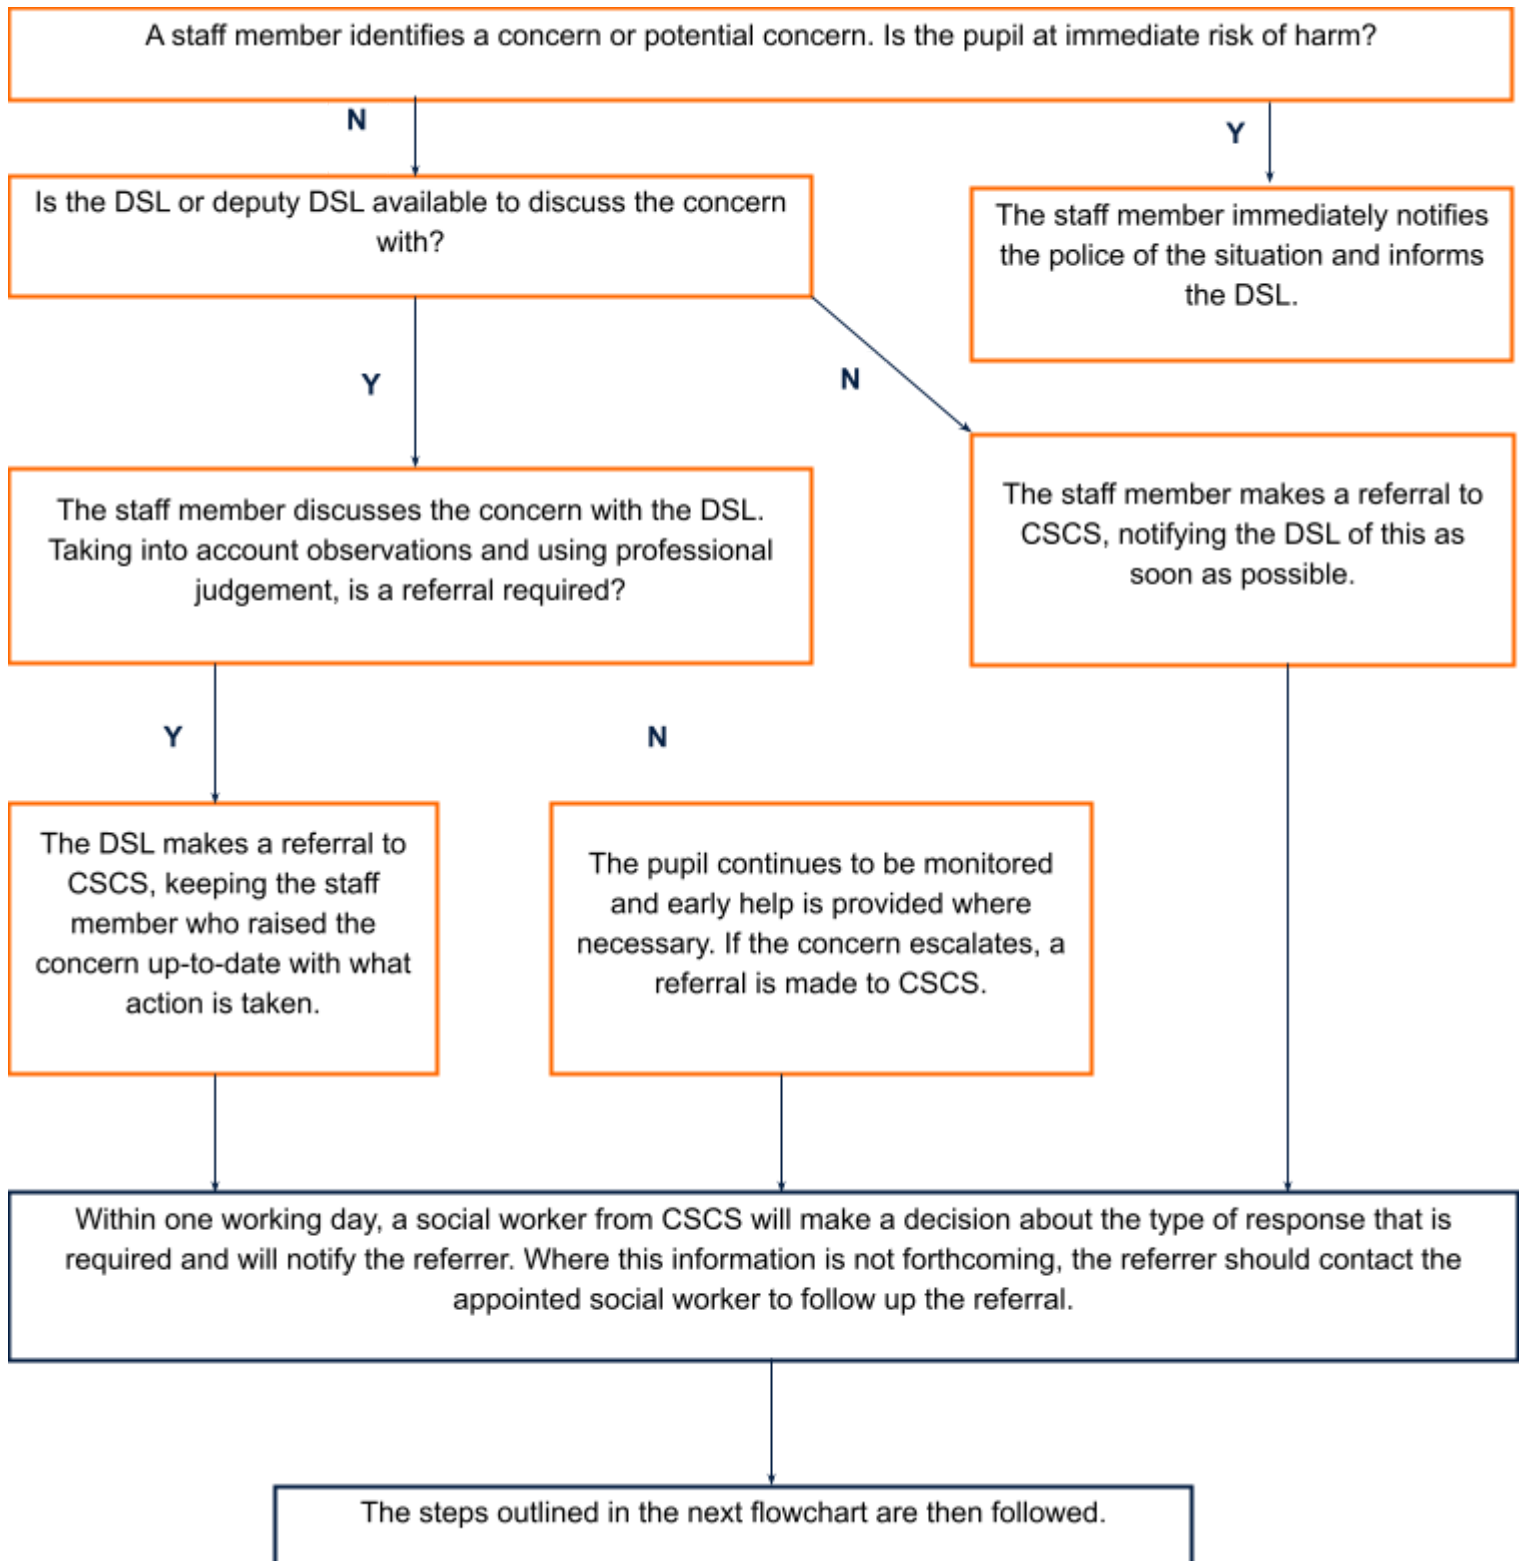 A staff member identifies a concern or potential concern. Is the pupil at immediate risk of harm?
N
Y
Is the DSL or deputy DSL available to discuss the concern
with?
The staff member immediately notifies
the police of the situation and informs
the DSL.
Y
N
The staff member discusses the concern with the DSL.
Taking into account observations and using professional
judgement, is a referral required?
The staff member makes a referral to
CSCS, notifying the DSL of this as
soon as possible.
Y
N
The DSL makes a referral to
CSCS, keeping the staff
member who raised the
concern up-to-date with what
action is taken.
The pupil continues to be monitored
and early help is provided where
necessary. If the concern escalates, a
referral is made to CSCS.
Within one working day, a social worker from CSCS will make a decision about the type of response that is
required and will notify the referrer. Where this information is not forthcoming, the referrer should contact the
appointed social worker to follow up the referral.
The steps outlined in the next flowchart are then followed.